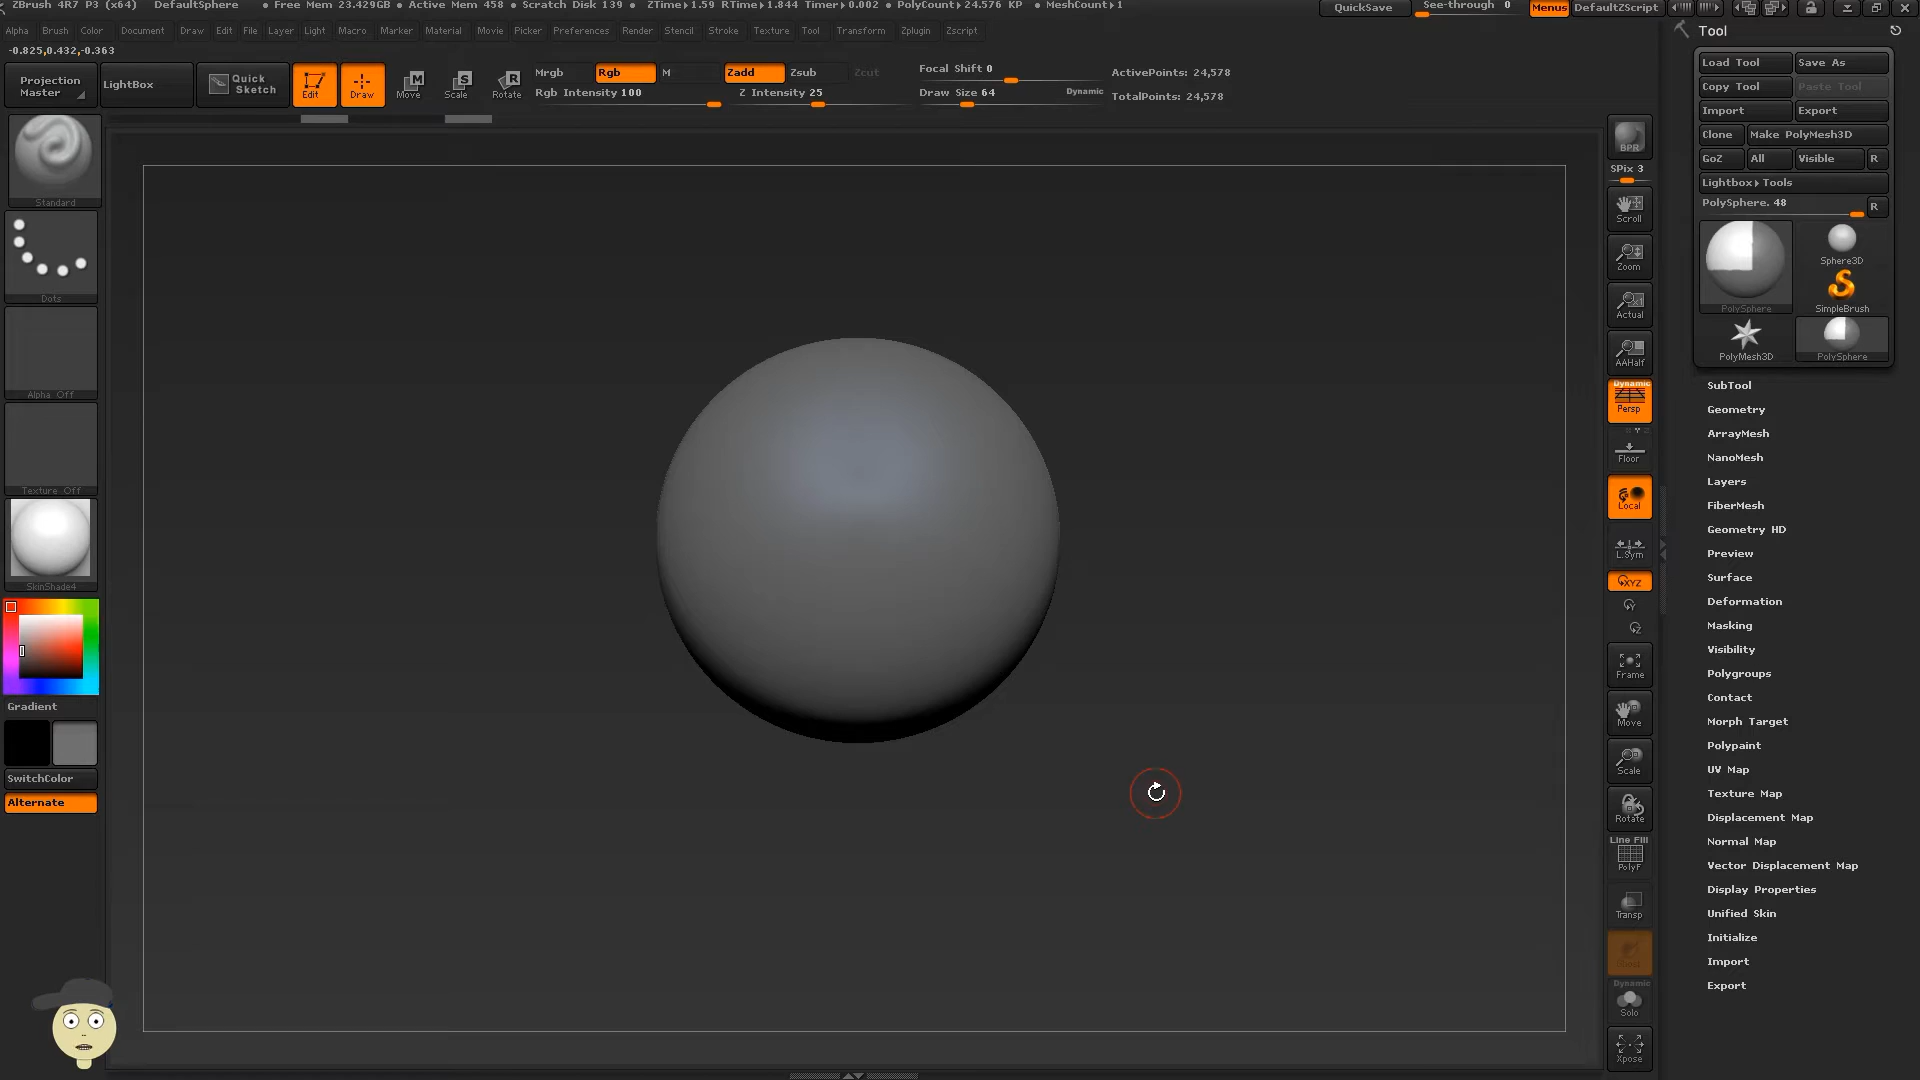 ZBrush 4R7 P3 (x64) DefaultSphere • Free Mem 23.429GB • Active Mem 458 • Scratch Disk 139 • ZTime▸1.59 RTime▸1.844 Timer▸0.002 • PolyCount▸24.576 KP • MeshCount▸1 QuickSave See-through 0 Menus DefaultZScript
Alpha Brush Color Document Draw Edit File Layer Light Macro Marker Material Movie Picker Preferences Render Stencil Stroke Texture Tool Transform Zplugin Zscript
-0.825,0.432,-0.363
Projection Master
LightBox
Quick Sketch
Edit
Draw
Move
Scale
Rotate
Mrgb Rgb M
Rgb Intensity 100
Zadd Zsub Zcut
Z Intensity 25
Focal Shift 0
Draw Size 64
Dynamic
ActivePoints: 24,578
TotalPoints: 24,578
Standard
Dots
Alpha Off
Texture Off
SkinShade4
Gradient
SwitchColor
Alternate
BPR
SPix 3
Scroll
Zoom
Actual
AAHalf
Dynamic
Persp
Floor
Local
L.Sym
XYZ
Y
Z
Frame
Move
Scale
Rotate
Line Fill
PolyF
Transp
Ghost
Dynamic
Solo
Xpose
Tool
Load Tool Save As
Copy Tool Paste Tool
Import Export
Clone Make PolyMesh3D
GoZ All Visible R
Lightbox▸Tools
PolySphere. 48 R
PolySphere
Sphere3D
SimpleBrush
PolyMesh3D
PolySphere
SubTool
Geometry
ArrayMesh
NanoMesh
Layers
FiberMesh
Geometry HD
Preview
Surface
Deformation
Masking
Visibility
Polygroups
Contact
Morph Target
Polypaint
UV Map
Texture Map
Displacement Map
Normal Map
Vector Displacement Map
Display Properties
Unified Skin
Initialize
Import
Export